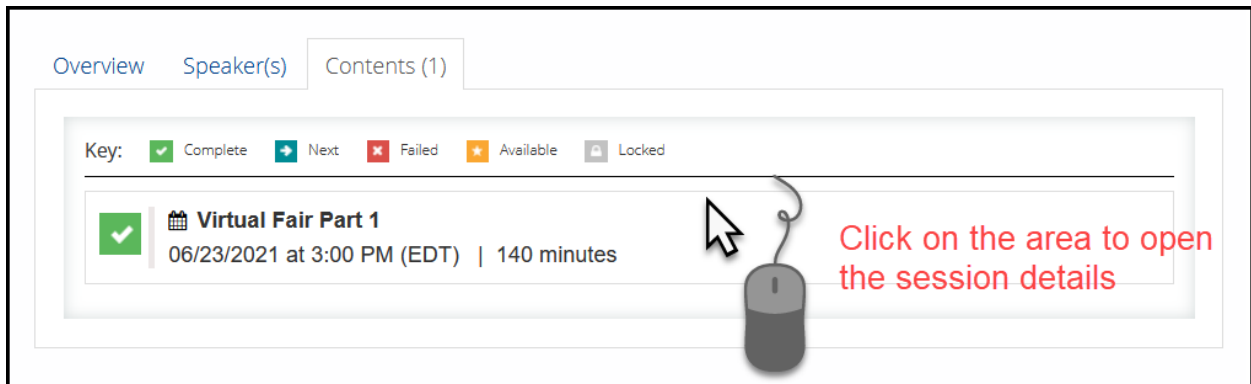 Overview Speaker(s) Contents (1)
Key: Complete Next Failed Available Locked
Virtual Fair Part 1
06/23/2021 at 3:00 PM (EDT) | 140 minutes
Click on the area to open
the session details